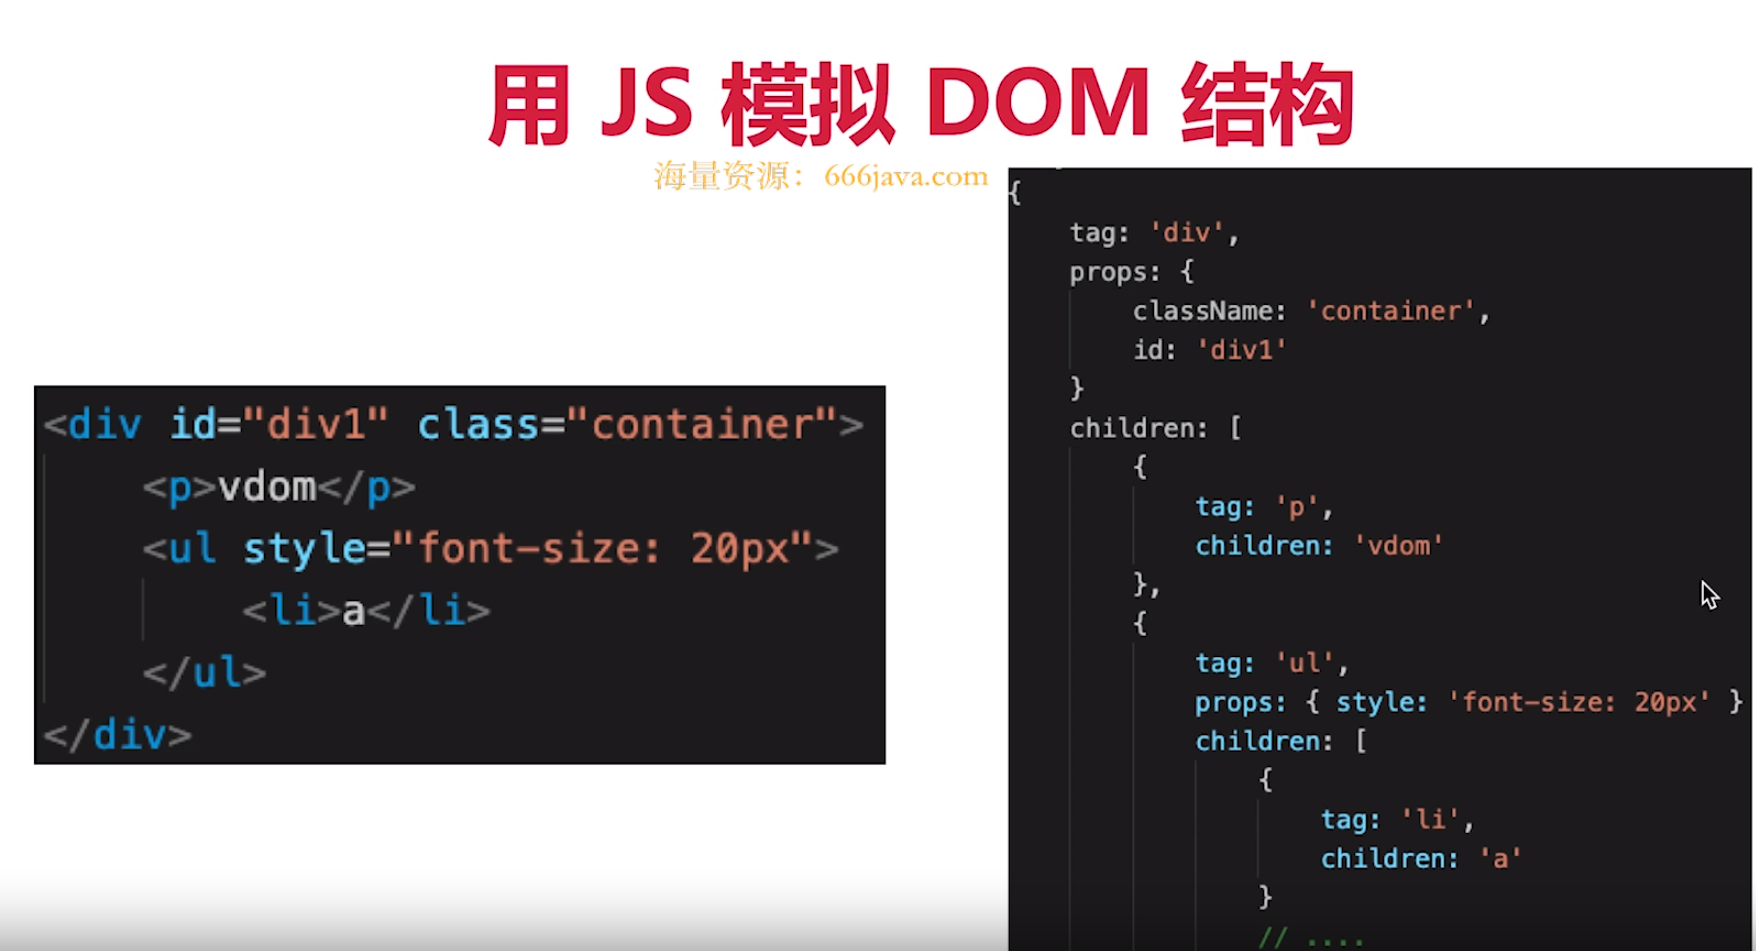 用 JS 模拟 DOM 结构
海量资源：666java.com
<div id="div1" class="container">
    <p>vdom</p>
    <ul style="font-size: 20px">
        <li>a</li>
    </ul>
</div>
{
    tag: 'div',
    props: {
        className: 'container',
        id: 'div1'
    }
    children: [
        {
            tag: 'p',
            children: 'vdom'
        },
        {
            tag: 'ul',
            props: { style: 'font-size: 20px' }
            children: [
                {
                    tag: 'li',
                    children: 'a'
                }
                // ....